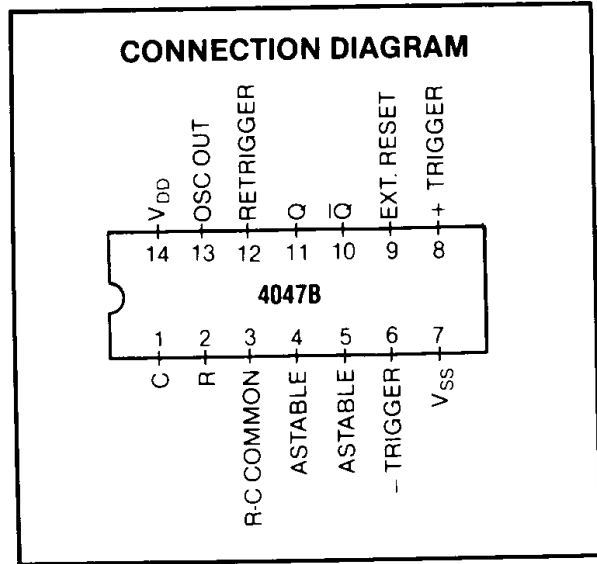 CONNECTION DIAGRAM
VDD
OSC OUT
RETRIGGER
Q
Q̅
EXT. RESET
+ TRIGGER
14 13 12 11 10 9 8
4047B
1 2 3 4 5 6 7
C
R
R-C COMMON
ASTABLE
ASTABLE
– TRIGGER
VSS